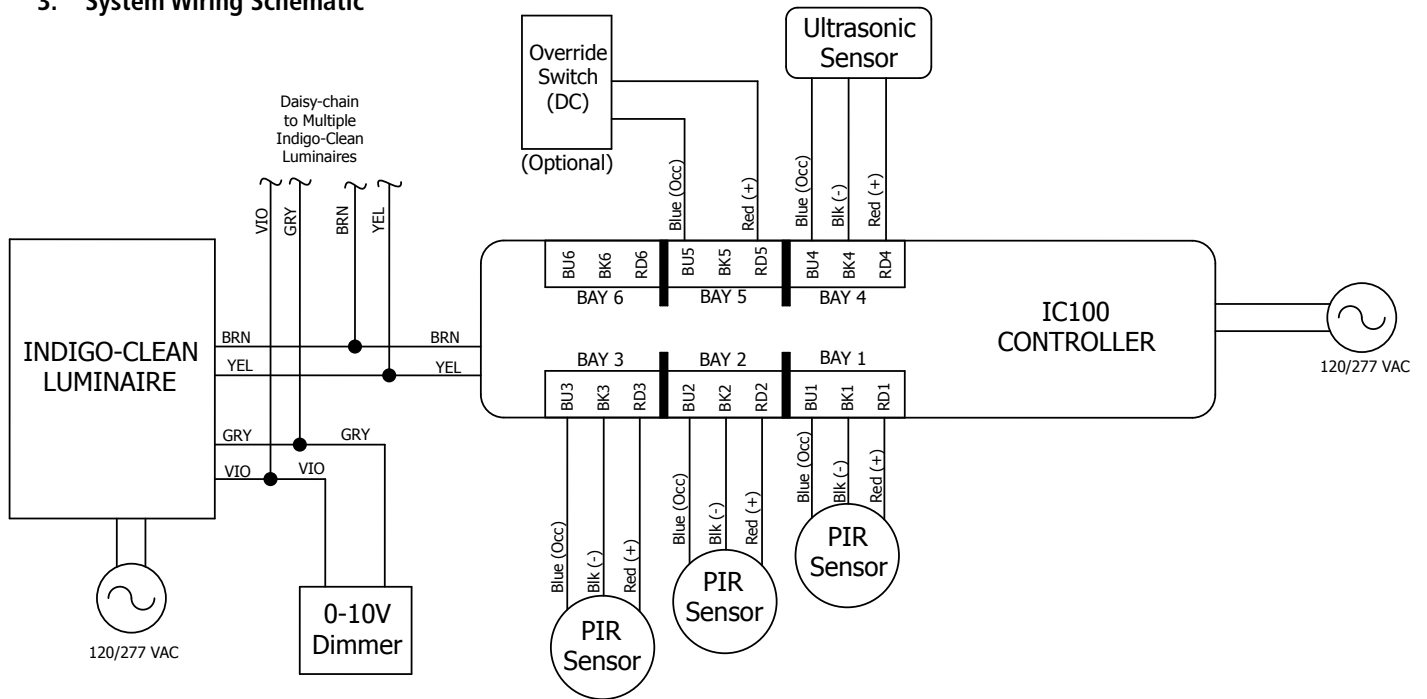 3. System Wiring Schematic
Daisy-chain
to Multiple
Indigo-Clean
Luminaires
VIO
GRY
BRN
YEL
Override
Switch
(DC)
(Optional)
Blue (Occ)
Red (+)
Ultrasonic
Sensor
Blue (Occ)
Blk (-)
Red (+)
BU6
BK6
RD6
BU5
BK5
RD5
BU4
BK4
RD4
BAY 6
BAY 5
BAY 4
INDIGO-CLEAN
LUMINAIRE
BRN
BRN
YEL
YEL
GRY
GRY
VIO
VIO
IC100
CONTROLLER
120/277 VAC
BAY 3
BAY 2
BAY 1
BU3
BK3
RD3
BU2
BK2
RD2
BU1
BK1
RD1
Blue (Occ)
Blk (-)
Red (+)
Blue (Occ)
Blk (-)
Red (+)
Blue (Occ)
Blk (-)
Red (+)
PIR
Sensor
PIR
Sensor
PIR
Sensor
0-10V
Dimmer
120/277 VAC